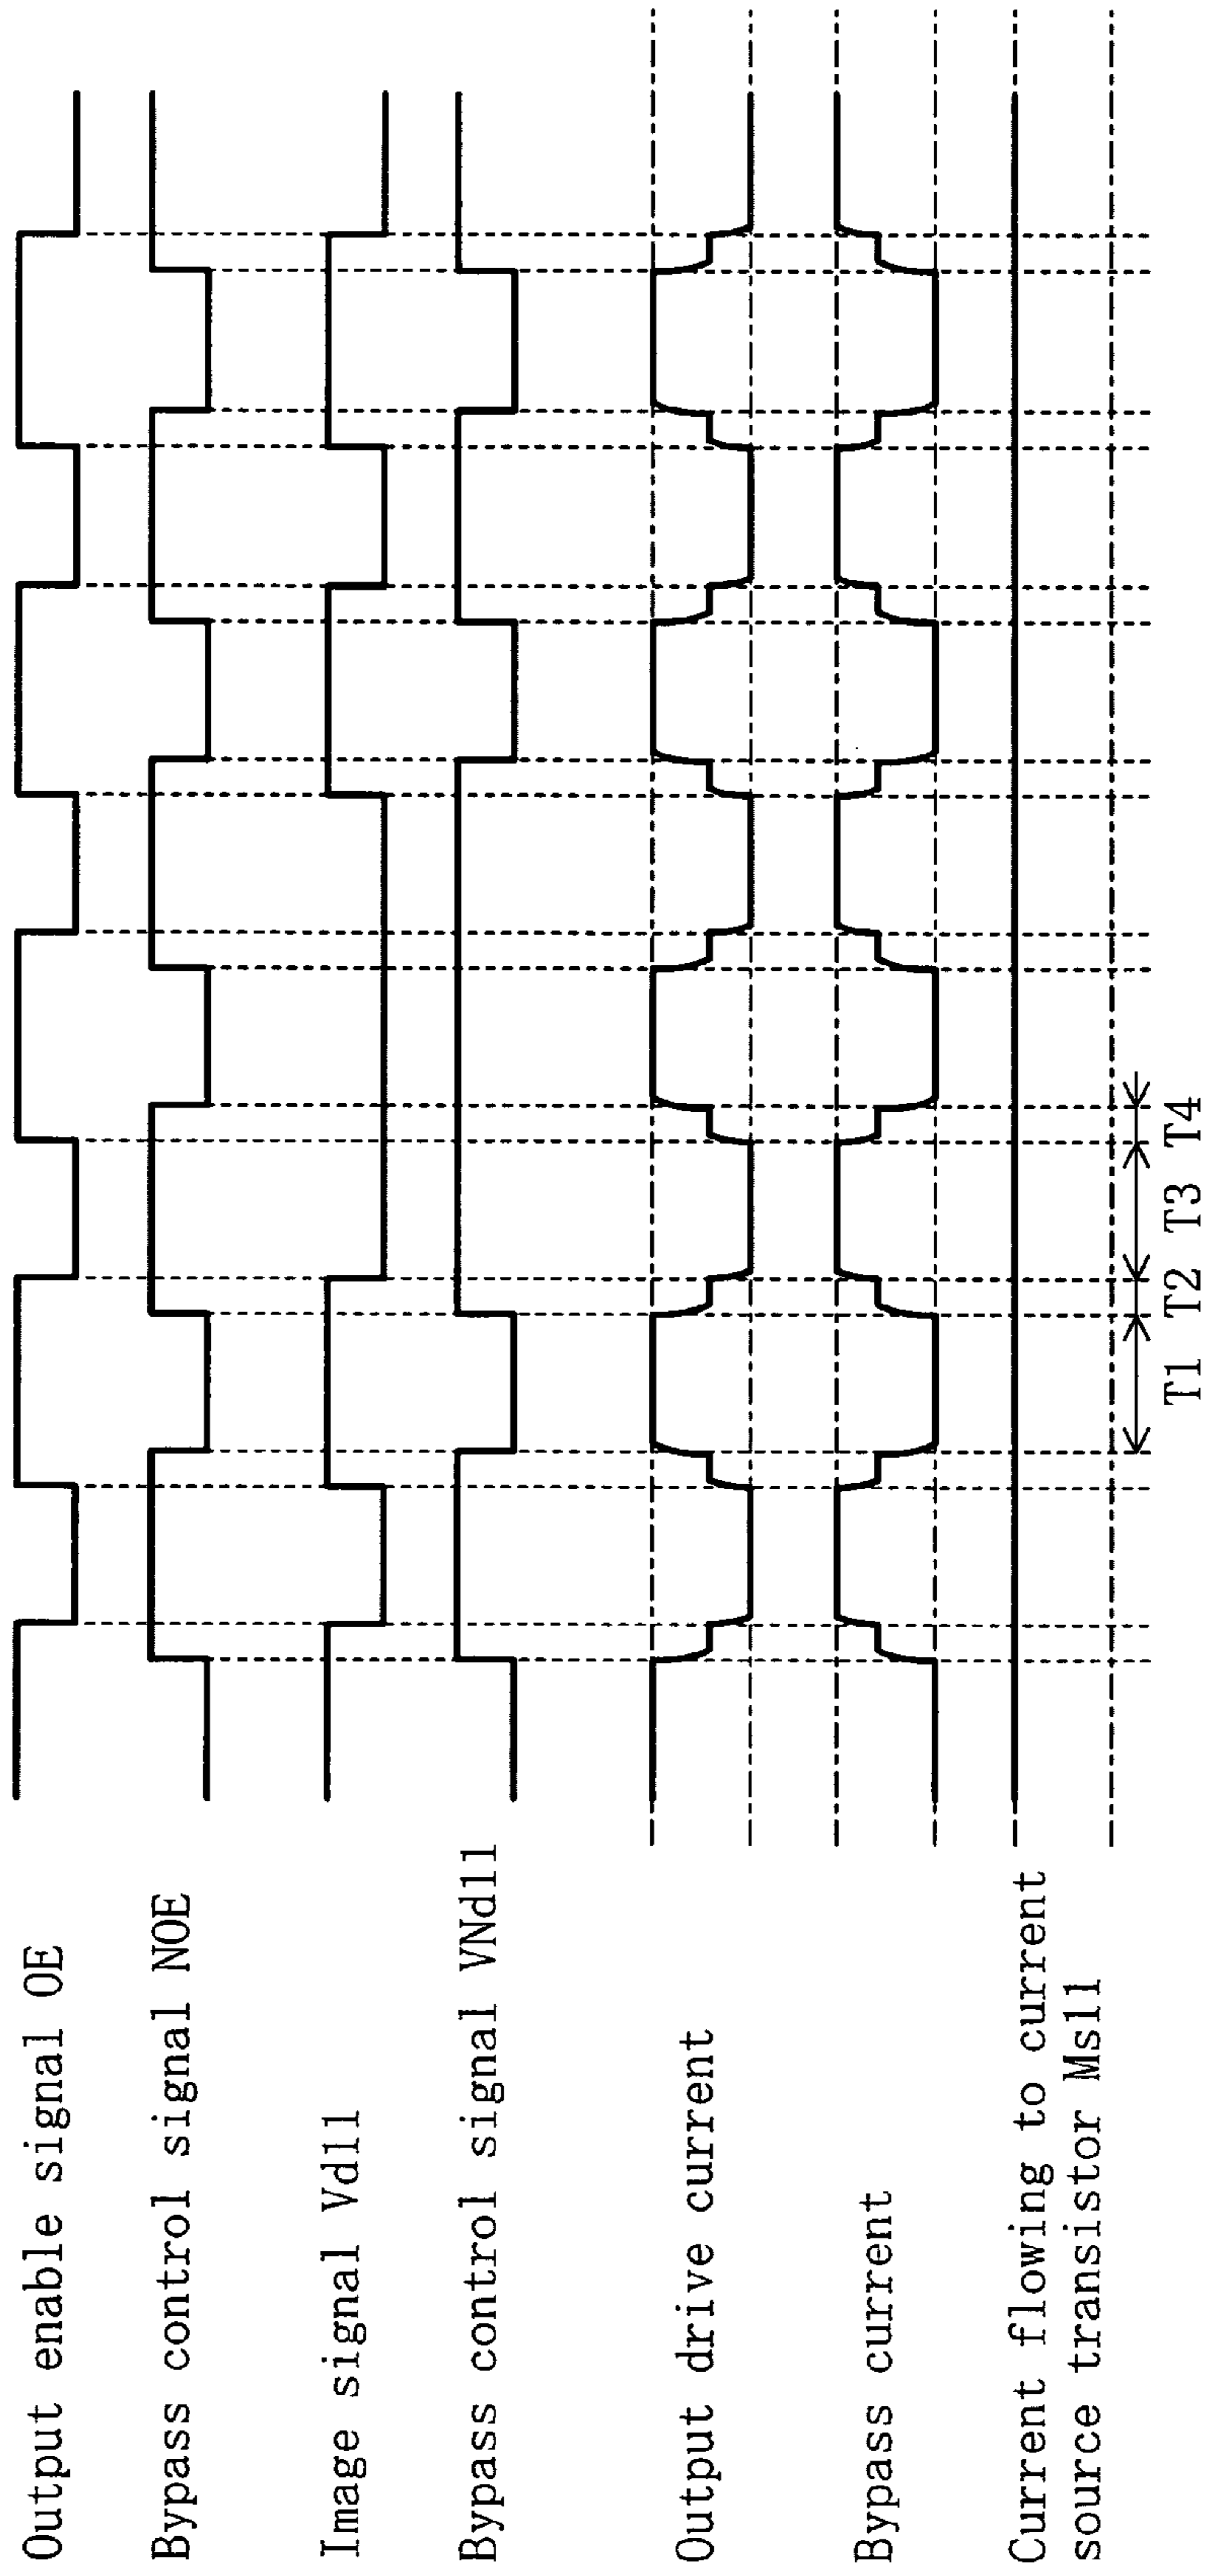 Output enable signal OE
Bypass control signal NOE
Image signal Vd11
Bypass control signal VNd11
Output drive current
Bypass current
Current flowing to current
source transistor Ms11
T1 T2 T3 T4